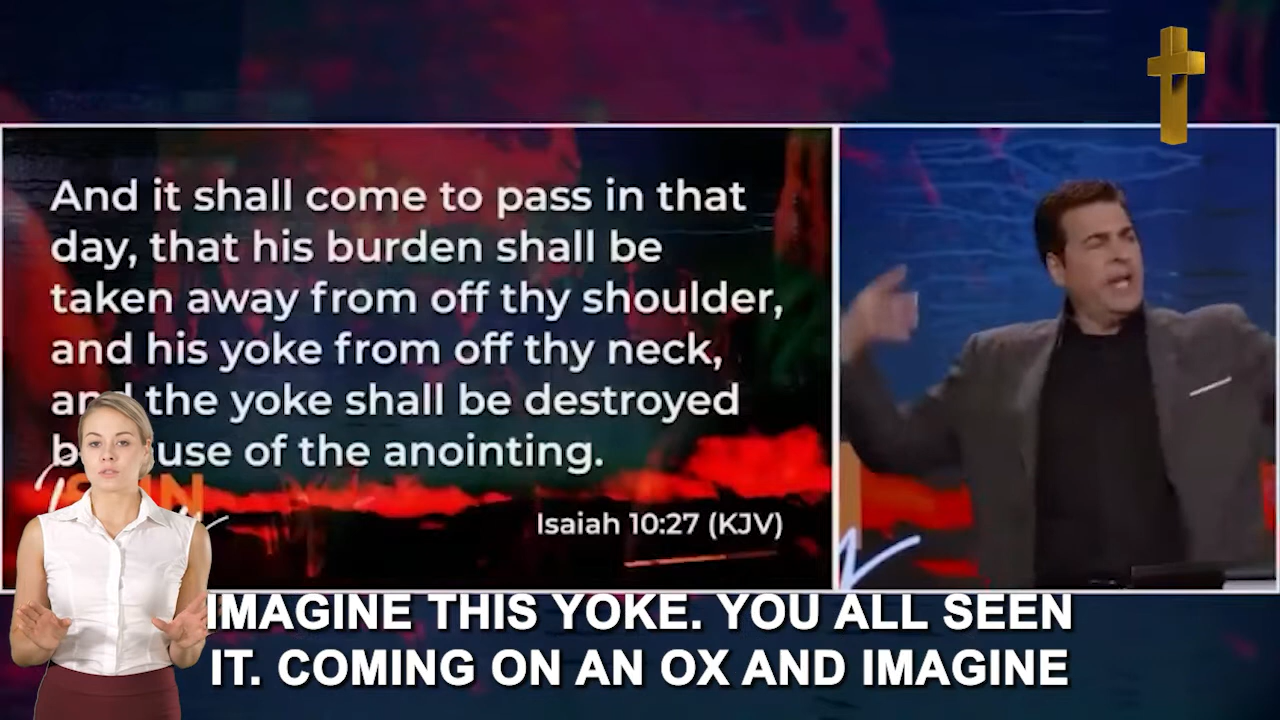 And it shall come to pass in that
day, that his burden shall be
taken away from off thy shoulder,
and his yoke from off thy neck,
and the yoke shall be destroyed
of the anointing.
Isaiah 10:27 (KJV)
IMAGINE THIS YOKE. YOU ALL SEEN
IT. COMING ON AN OX AND IMAGINE